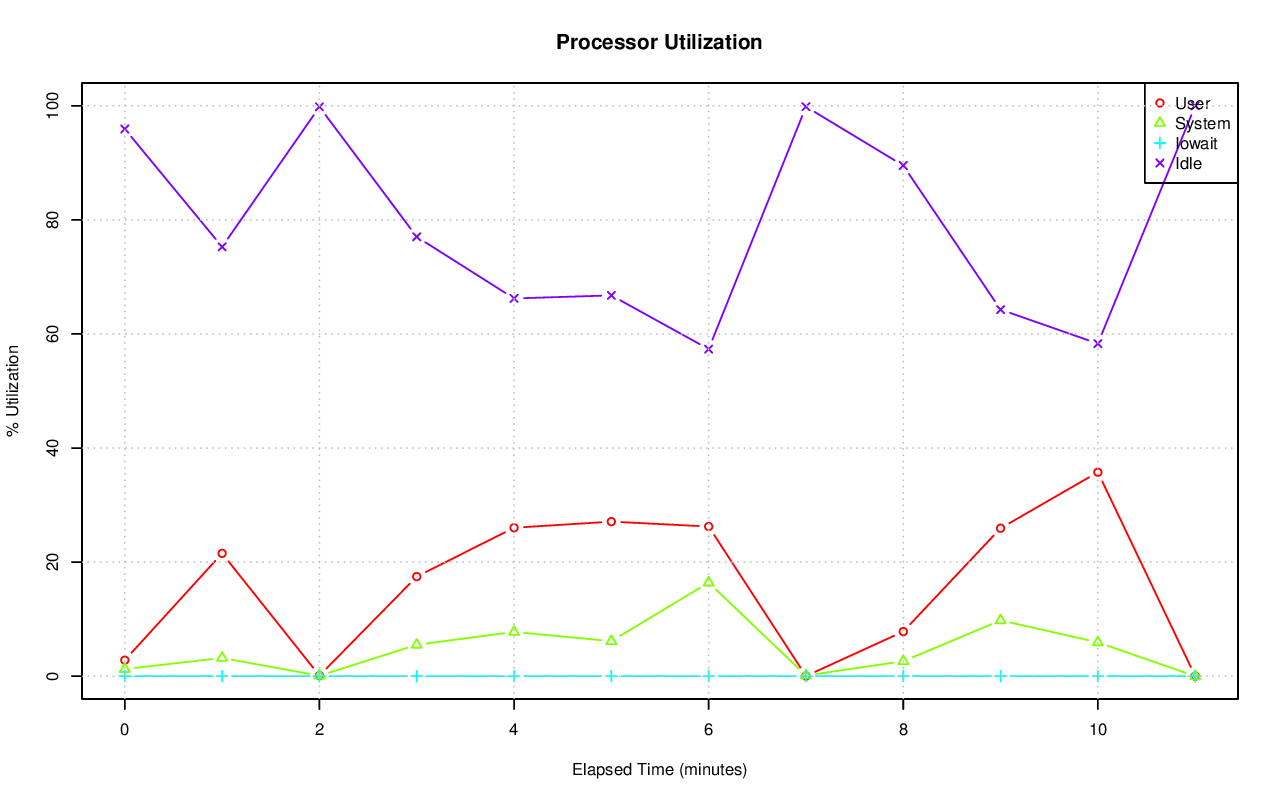 Processor Utilization
100
80
60
40
20
0
% Utilization
User
System
Iowait
Idle
0 2 4 6 8 10
Elapsed Time (minutes)